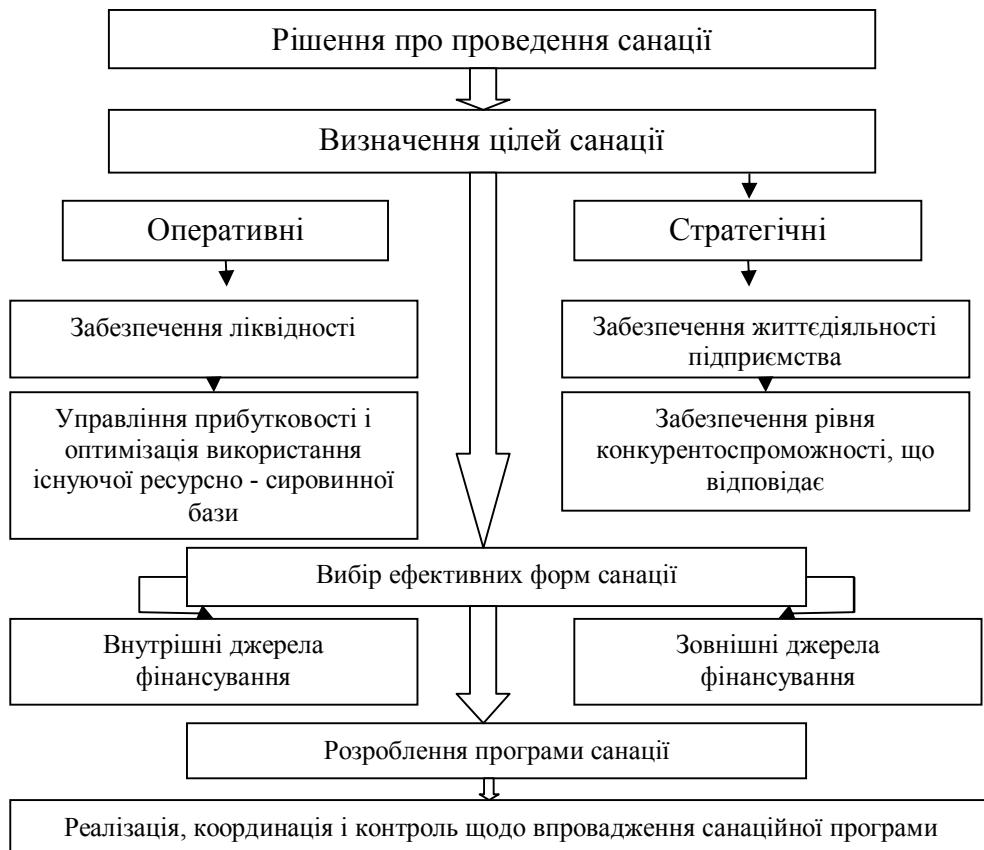 Рішення про проведення санації
Визначення цілей санації
Оперативні
Стратегічні
Забезпечення ліквідності
Забезпечення життєдіяльності
підприємства
Управління прибутковості і
оптимізація використання
існуючої ресурсно - сировинної
бази
Забезпечення рівня
конкурентоспроможності, що
відповідає
Вибір ефективних форм санації
Внутрішні джерела
фінансування
Зовнішні джерела
фінансування
Розроблення програми санації
Реалізація, координація і контроль щодо впровадження санаційної програми